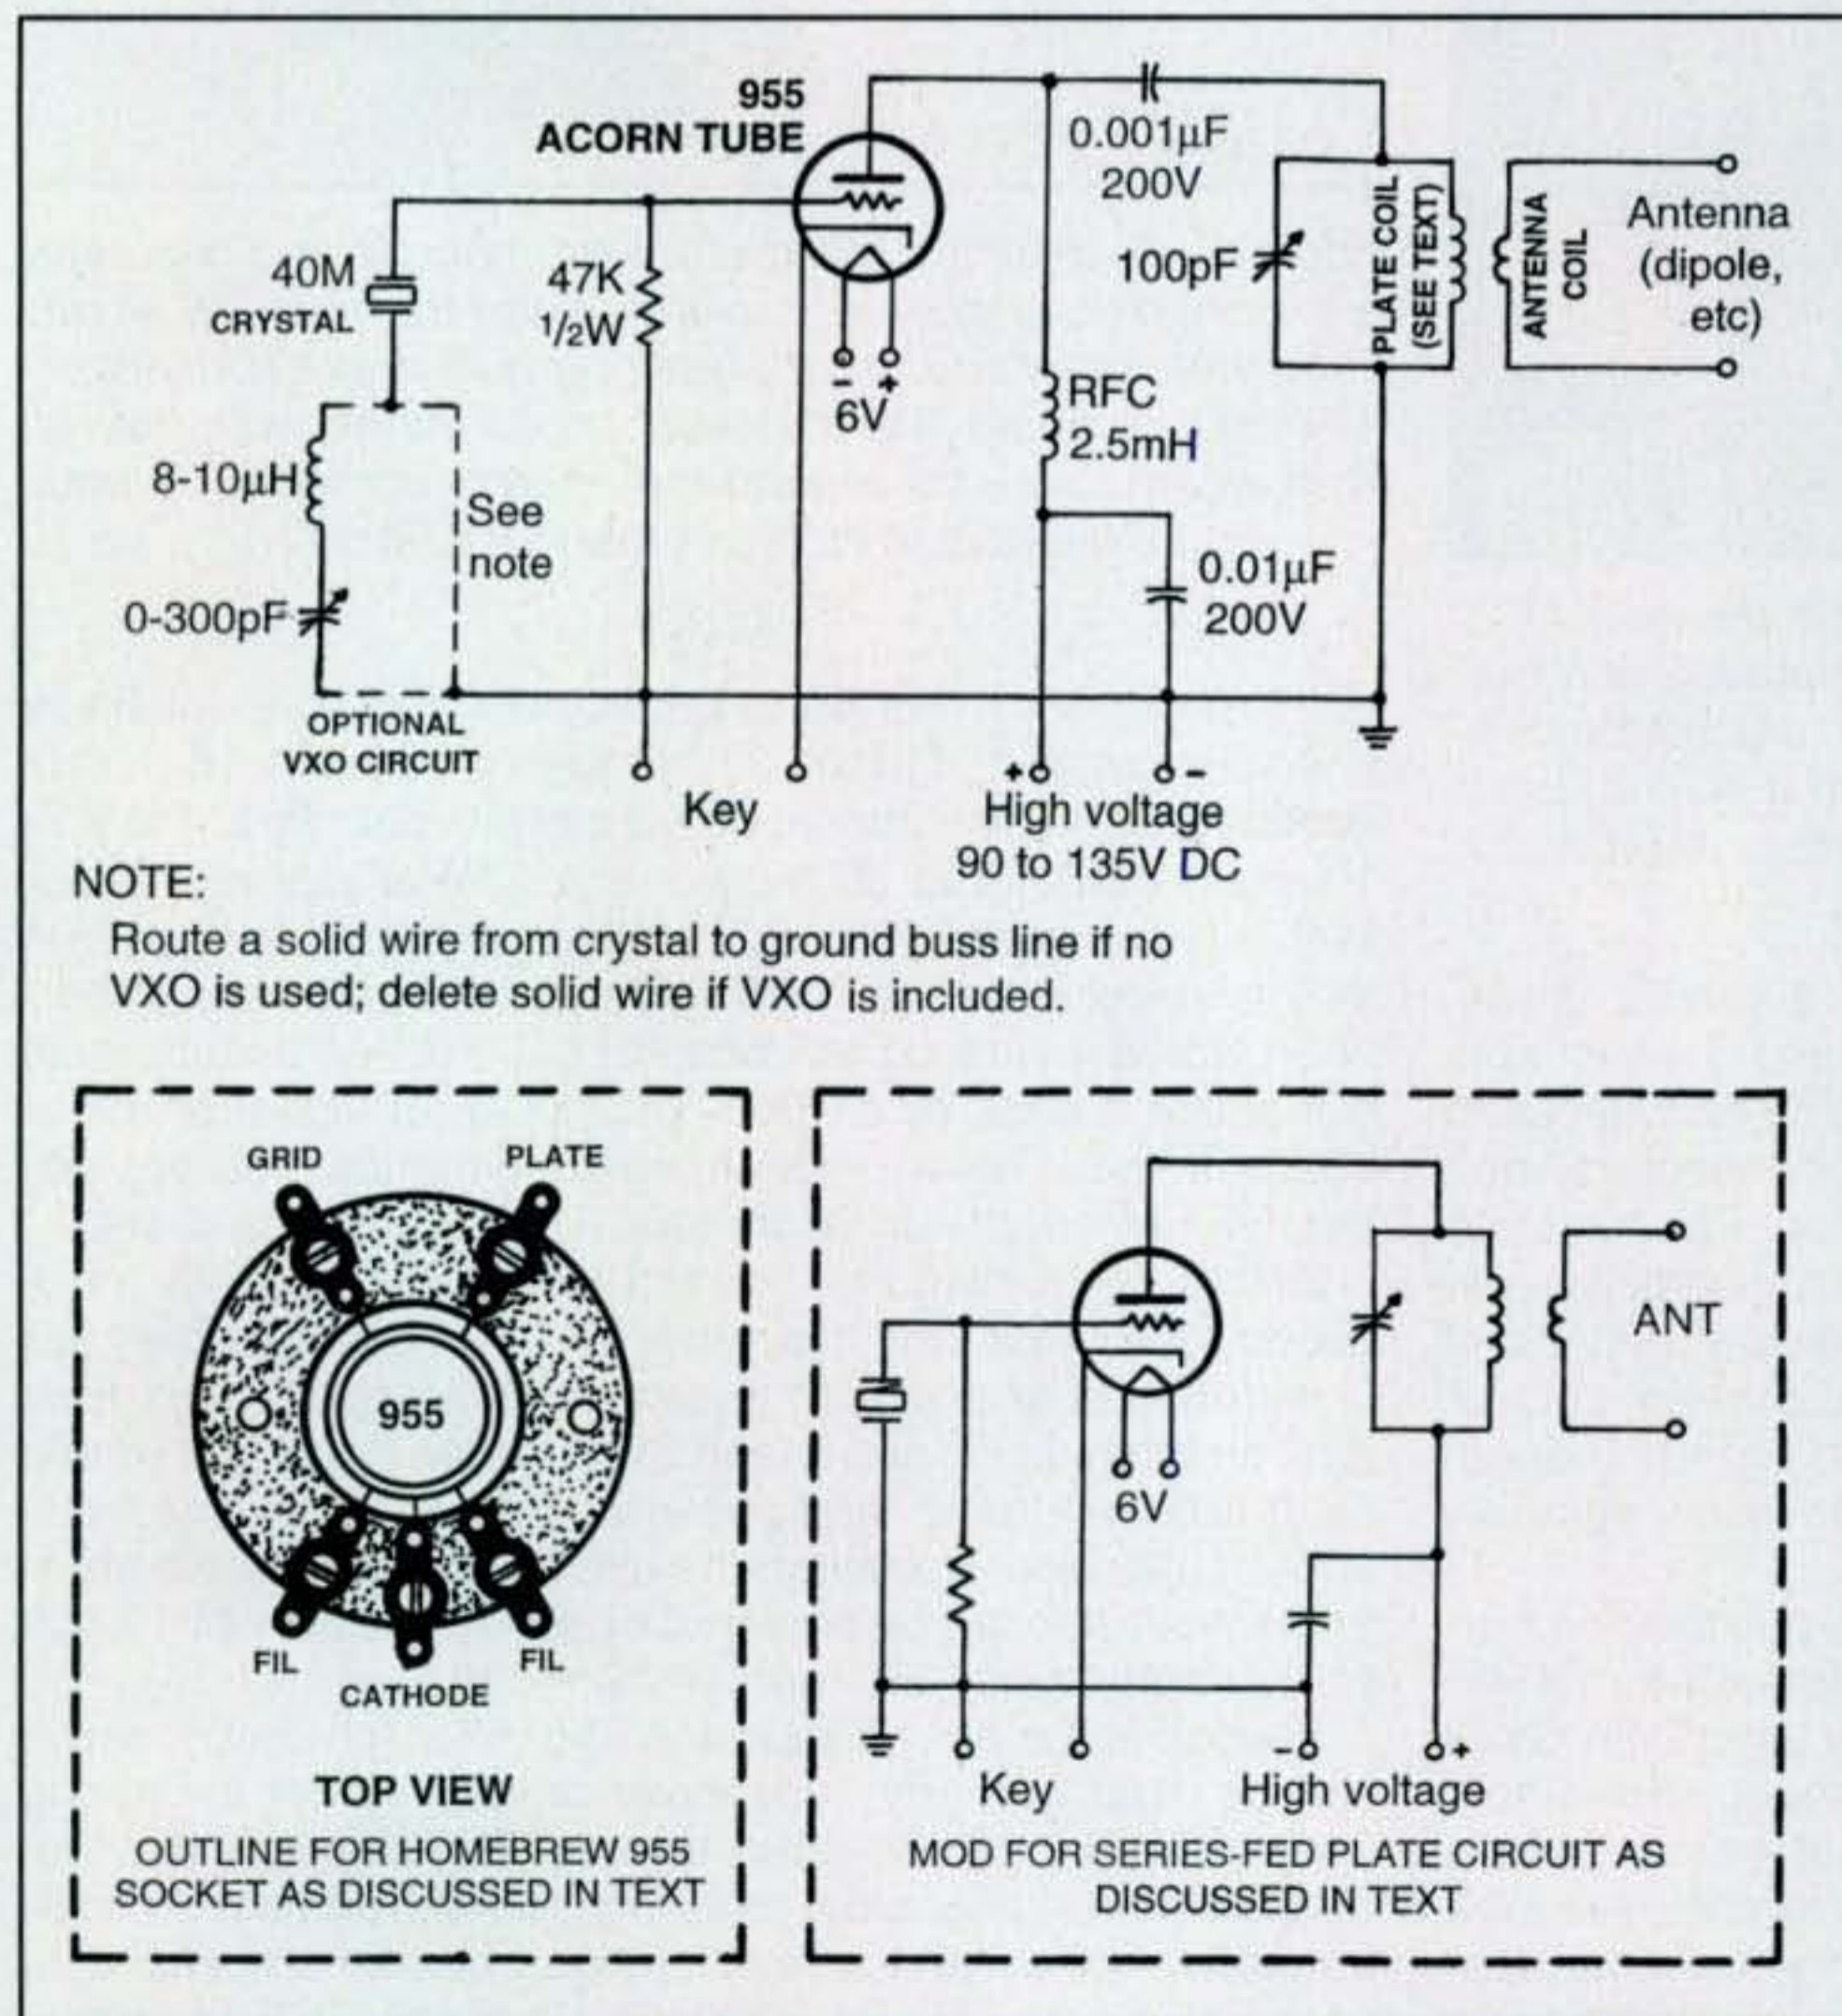 955
ACORN TUBE
0.001µF
200V
40M
CRYSTAL
47K
1/2W
- +
6V
100pF
PLATE COIL
(SEE TEXT)
ANTENNA
COIL
Antenna
(dipole,
etc)
RFC
2.5mH
8-10µH
See
note
0-300pF
0.01µF
200V
OPTIONAL
VXO CIRCUIT
Key
+ -
High voltage
90 to 135V DC
NOTE:
Route a solid wire from crystal to ground buss line if no
VXO is used; delete solid wire if VXO is included.
GRID
PLATE
955
FIL
FIL
CATHODE
TOP VIEW
OUTLINE FOR HOMEBREW 955
SOCKET AS DISCUSSED IN TEXT
ANT
6V
- +
Key
High voltage
MOD FOR SERIES-FED PLATE CIRCUIT AS
DISCUSSED IN TEXT